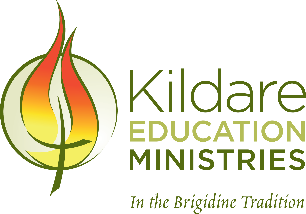 Kildare
EDUCATION
MINISTRIES
In the Brigidine Tradition